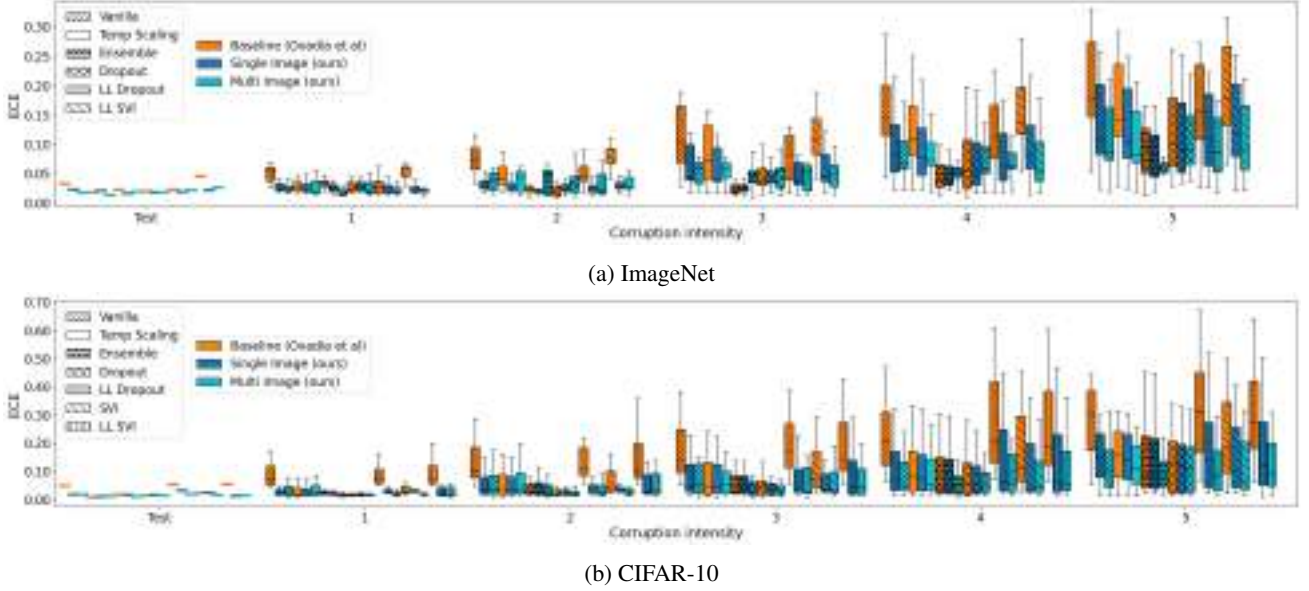 0.30
0.25
0.20
0.15
0.10
0.05
0.00
ECE
Vanilla
Temp Scaling
Ensemble
Dropout
LL Dropout
LL SVI
Baseline (Ovadia et al)
Single Image (ours)
Multi Image (ours)
Test 1 2 3 4 5
Corruption intensity
(a) ImageNet
0.70
0.60
0.50
0.40
0.30
0.20
0.10
0.00
ECE
Vanilla
Temp Scaling
Ensemble
Dropout
LL Dropout
SVI
LL SVI
Baseline (Ovadia et al)
Single Image (ours)
Multi Image (ours)
Test 1 2 3 4 5
Corruption intensity
(b) CIFAR-10